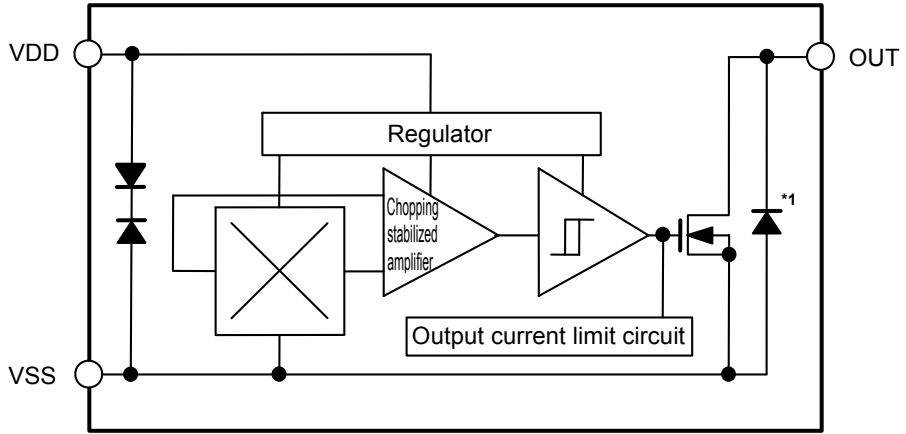 VDD
OUT
Regulator
Chopping
stabilized
amplifier
*1
Output current limit circuit
VSS